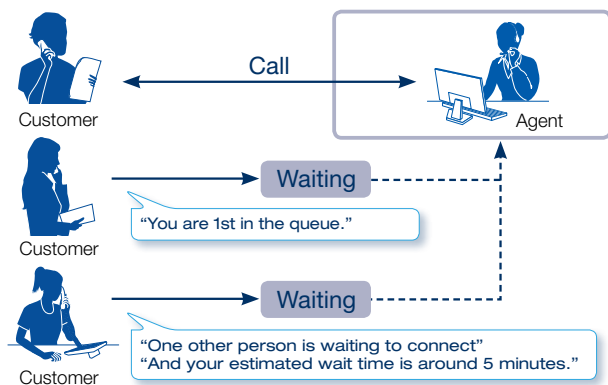 Call
Customer
Agent
Waiting
“You are 1st in the queue.”
Customer
Waiting
“One other person is waiting to connect”
“And your estimated wait time is around 5 minutes.”
Customer